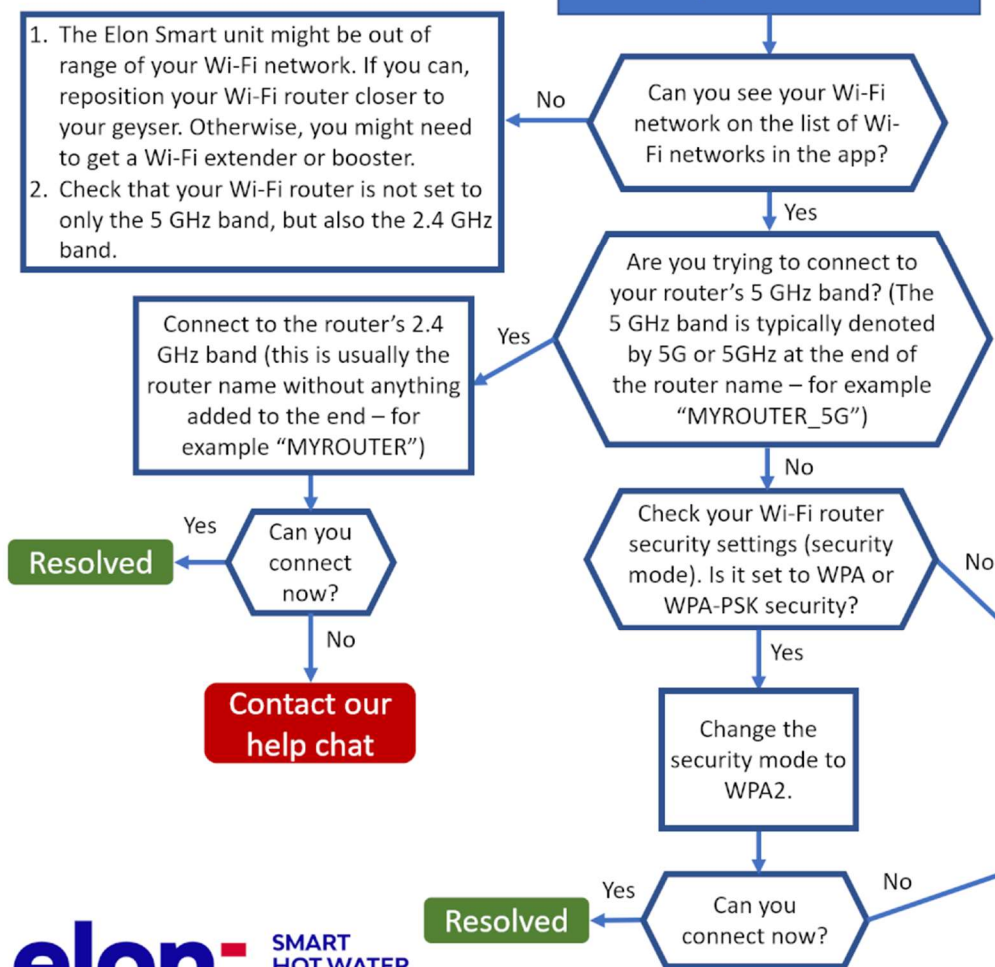 1. The Elon Smart unit might be out of
range of your Wi-Fi network. If you can,
reposition your Wi-Fi router closer to
your geyser. Otherwise, you might need
to get a Wi-Fi extender or booster.
2. Check that your Wi-Fi router is not set to
only the 5 GHz band, but also the 2.4 GHz
band.
No
Can you see your Wi-Fi
network on the list of Wi-
Fi networks in the app?
Yes
Are you trying to connect to
your router’s 5 GHz band? (The
5 GHz band is typically denoted
by 5G or 5GHz at the end of
the router name – for example
“MYROUTER_5G”)
Yes
Connect to the router’s 2.4
GHz band (this is usually the
router name without anything
added to the end – for
example “MYROUTER”)
Can you
connect
now?
Yes
Resolved
No
Contact our
help chat
No
Check your Wi-Fi router
security settings (security
mode). Is it set to WPA or
WPA-PSK security?
No
Yes
Change the
security mode to
WPA2.
Can you
connect now?
Yes
Resolved
No
elon
SMART
HOT WATER